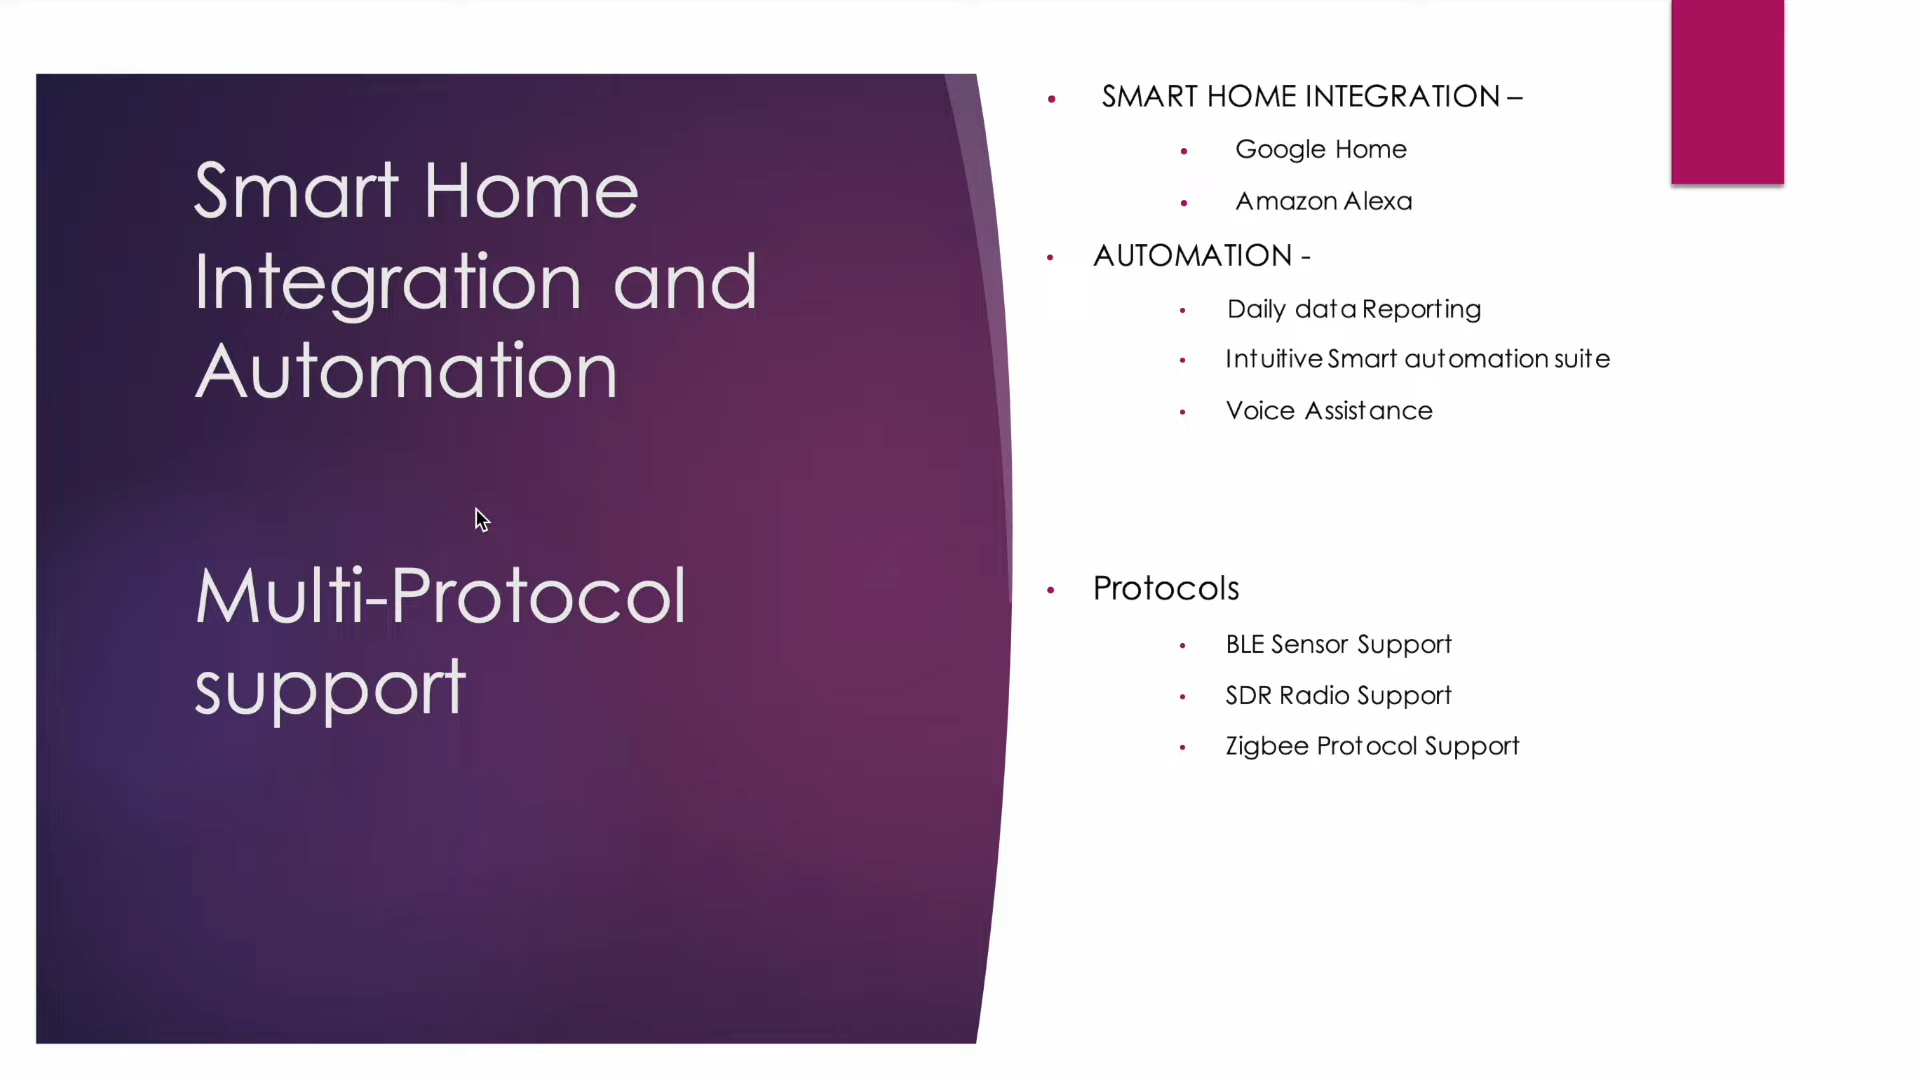 Smart Home
Integration and
Automation
Multi-Protocol
support
• SMART HOME INTEGRATION –
• Google Home
• Amazon Alexa
• AUTOMATION -
• Daily data Reporting
• Intuitive Smart automation suite
• Voice Assistance
• Protocols
• BLE Sensor Support
• SDR Radio Support
• Zigbee Protocol Support